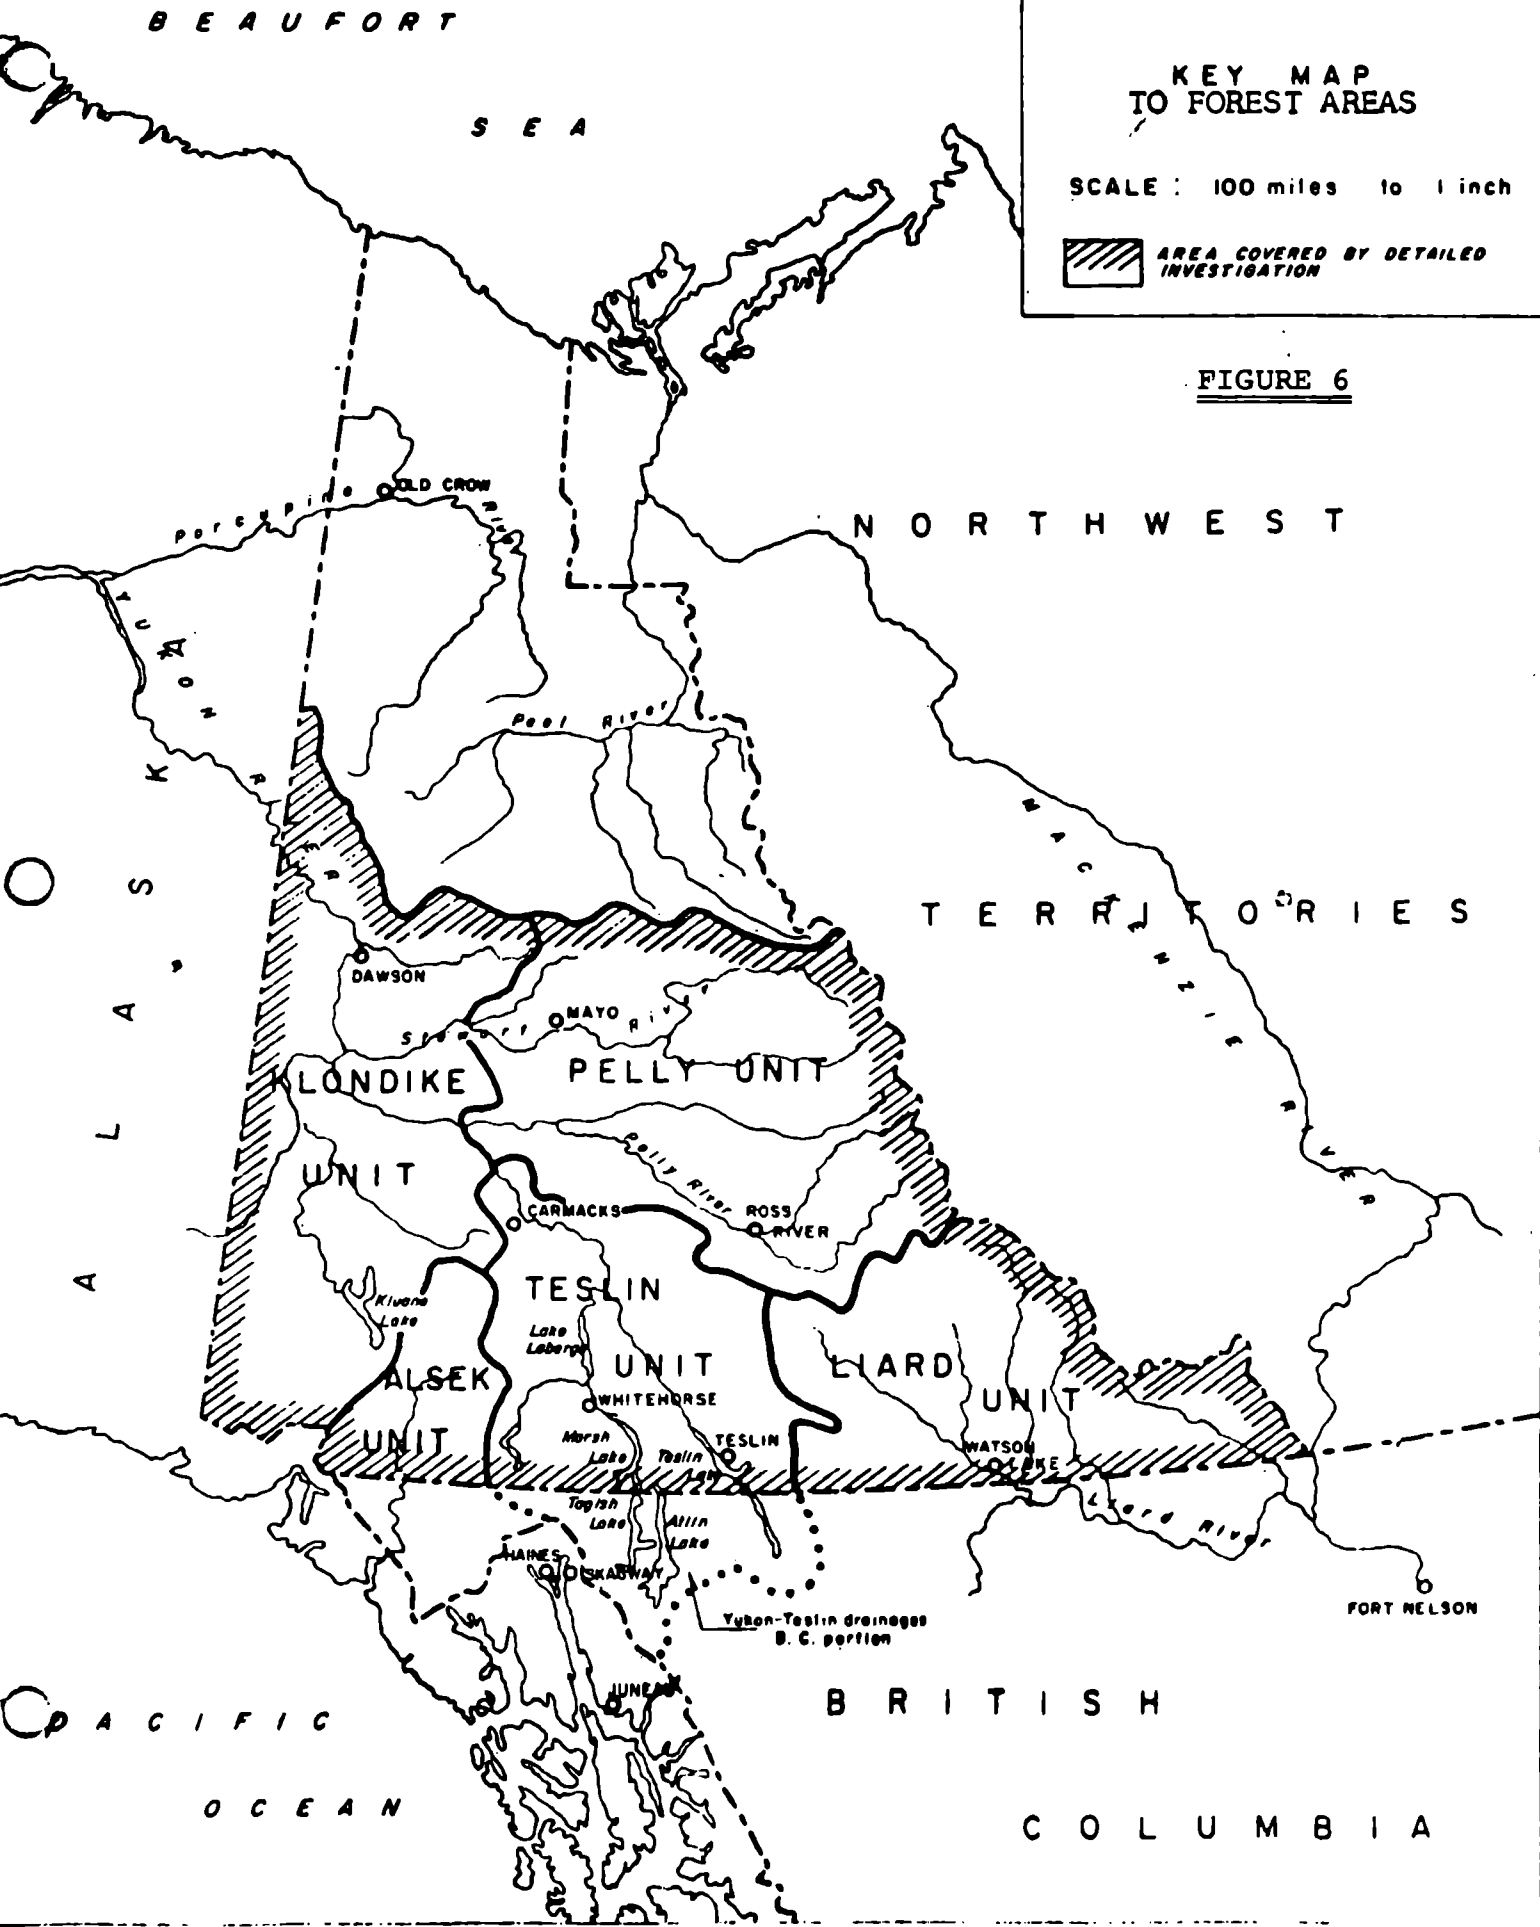 BEAUFORT
SEA
KEY MAP
TO FOREST AREAS
SCALE : 100 miles to 1 inch
AREA COVERED BY DETAILED
INVESTIGATION
FIGURE 6
OLD CROW
Porcupine
River
NORTHWEST
YUKON
RIVER
Peel River
ALASKA
MACKENZIE RIVER
TERRITORIES
DAWSON
Stewart River
MAYO
KLONDIKE
UNIT
PELLY UNIT
Pelly River
CARMACKS
ROSS
RIVER
TESLIN
UNIT
Kluane
Lake
Lake
Laberge
ALSEK
UNIT
LIARD
UNIT
WHITEHORSE
Marsh
Lake
Teslin
Lake
TESLIN
WATSON
LAKE
Tagish
Lake
Atlin
Lake
Liard River
HAINES
SKAGWAY
FORT NELSON
Yukon-Teslin drainages
B. C. portion
JUNEAU
BRITISH
COLUMBIA
PACIFIC
OCEAN